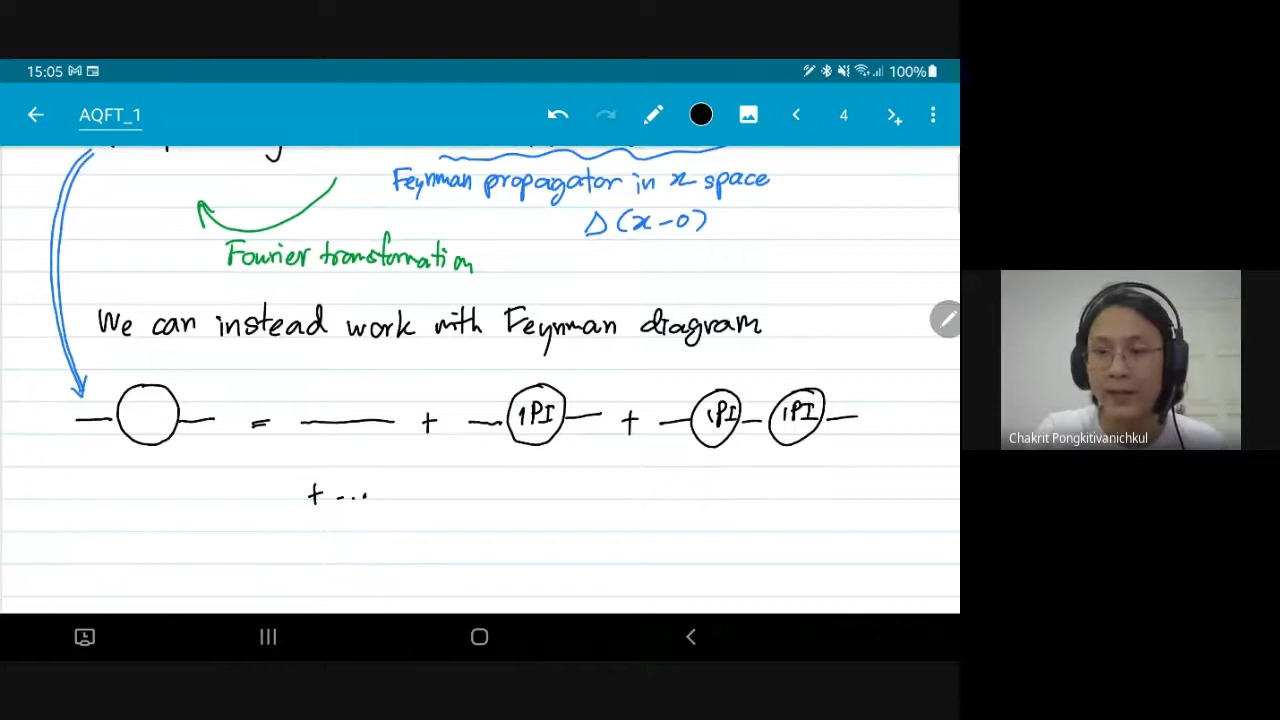 15:05 100%
AQFT_1 4
Feynman propagator in x space
Δ(x-0)
Fourier transformation
We can instead work with Feynman diagram
= + 1PI + 1PI 1PI
+ ...
Chakrit Pongkitivanichkul